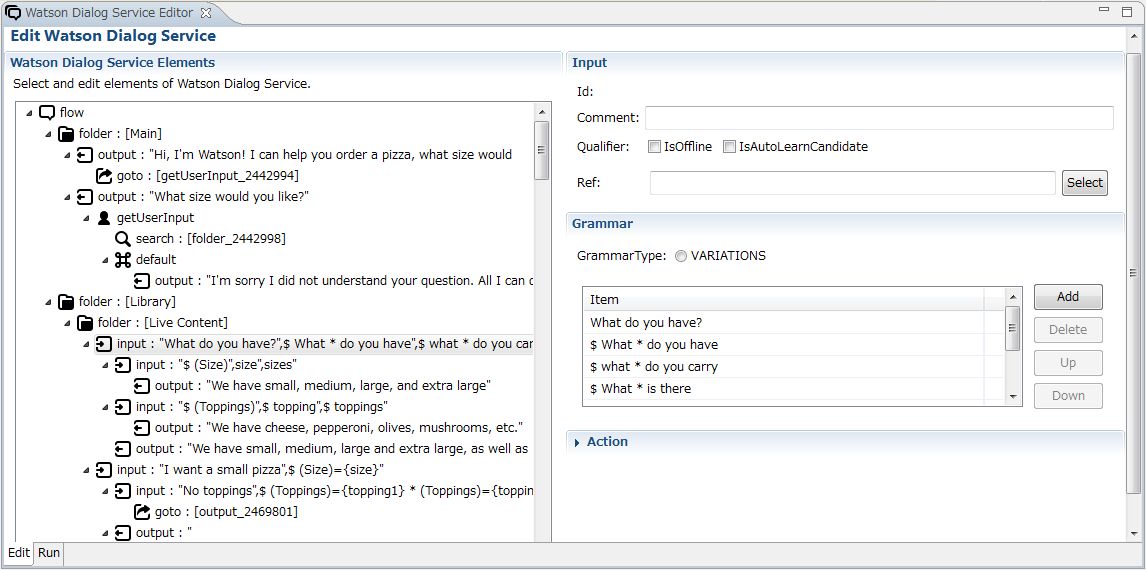 Watson Dialog Service Editor
Edit Watson Dialog Service
Watson Dialog Service Elements
Select and edit elements of Watson Dialog Service.
flow
folder : [Main]
output : "Hi, I'm Watson! I can help you order a pizza, what size would
goto : [getUserInput_2442994]
output : "What size would you like?"
getUserInput
search : [folder_2442998]
default
output : "I'm sorry I did not understand your question. All I can
folder : [Library]
folder : [Live Content]
input : "What do you have?",$ What * do you have",$ what * do you car
input : "$ (Size)",size",sizes"
output : "We have small, medium, large, and extra large"
input : "$ (Toppings)",$ topping",$ toppings"
output : "We have cheese, pepperoni, olives, mushrooms, etc."
output : "We have small, medium, large and extra large, as well as
input : "I want a small pizza",$ (Size)={size}"
input : "No toppings",$ (Toppings)={topping1} * (Toppings)={toppin
goto : [output_2469801]
output : "
Edit Run
Input
Id:
Comment:
Qualifier: IsOffline IsAutoLearnCandidate
Ref: Select
Grammar
GrammarType: VARIATIONS
Item
What do you have?
$ What * do you have
$ what * do you carry
$ What * is there
Add
Delete
Up
Down
Action